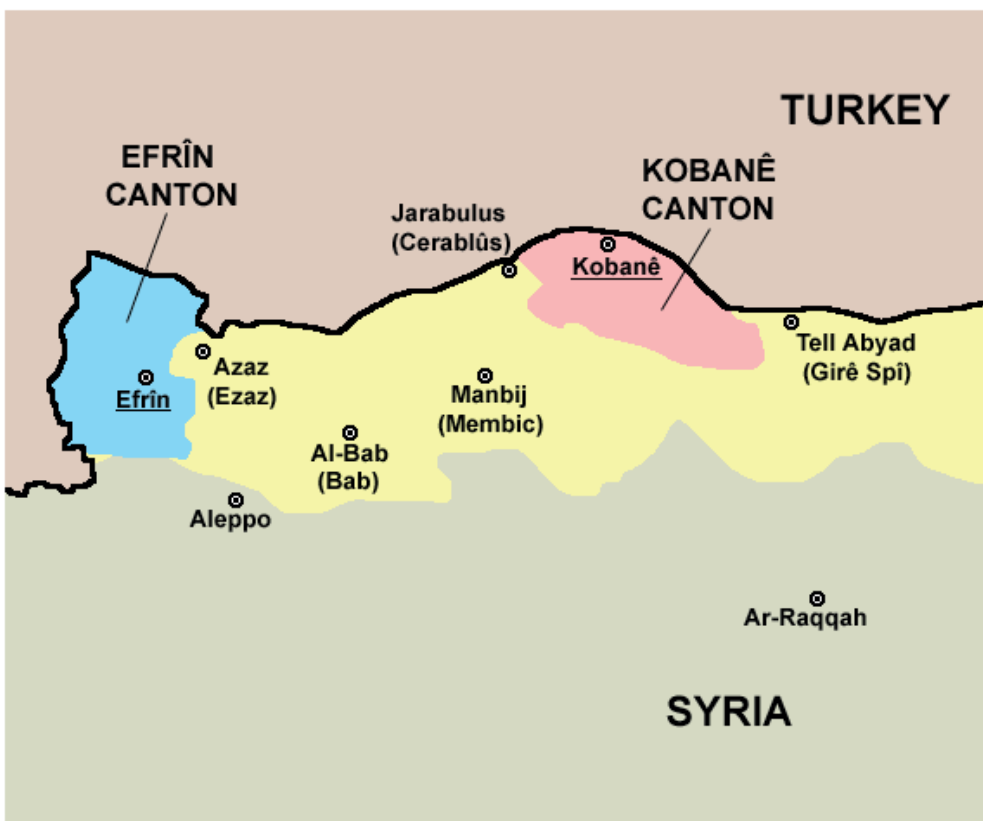 TURKEY
EFRÎN
CANTON
KOBANÊ
CANTON
Jarabulus
(Cerablûs)
Kobanê
Tell Abyad
(Girê Spî)
Azaz
(Ezaz)
Efrîn
Manbij
(Membic)
Al-Bab
(Bab)
Aleppo
Ar-Raqqah
SYRIA